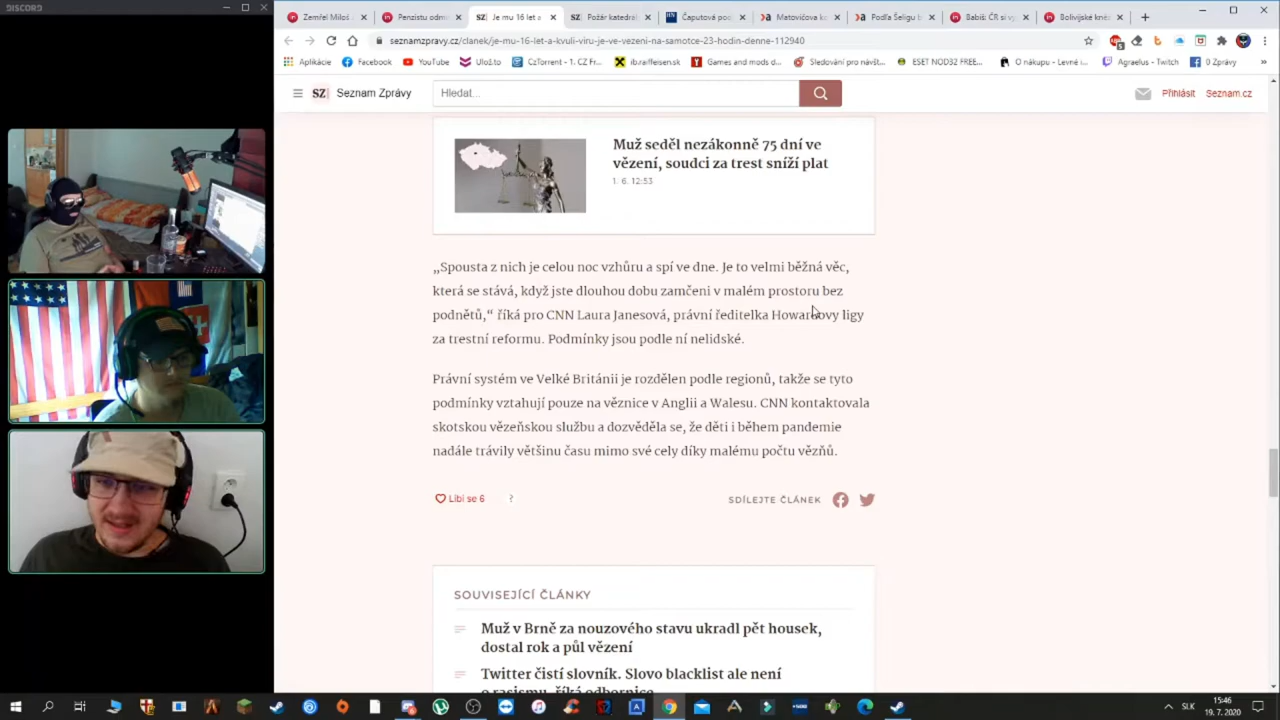 DISCORD
Zemřel Miloš
Penzistu odmí
Je mu 16 let a
Požár katedrál
Čaputová pod
Matovičova ko
Podľa Šeligu b
Babiš: ČR si vy
Bolívijské kně
seznamzpravy.cz/clanek/je-mu-16-let-a-kvuli-viru-je-ve-vezeni-na-samotce-23-hodin-denne-112940
Aplikácie
Facebook
YouTube
Ulož.to
CzTorrent - 1. CZ Fr...
ib.raiffeisen.sk
Games and mods d...
Sledování pro návšt...
ESET NOD32 FREE...
O nákupu - Levné i...
Agraelus - Twitch
0 Zprávy
SZ Seznam Zprávy
Hledat...
Přihlásit
Seznam.cz
Muž seděl nezákonně 75 dní ve
vězení, soudci za trest sníží plat
1. 6. 12:53
„Spousta z nich je celou noc vzhůru a spí ve dne. Je to velmi běžná věc,
která se stává, když jste dlouhou dobu zamčeni v malém prostoru bez
podnětů,“ říká pro CNN Laura Janesová, právní ředitelka Howardovy ligy
za trestní reformu. Podmínky jsou podle ní nelidské.
Právní systém ve Velké Británii je rozdělen podle regionů, takže se tyto
podmínky vztahují pouze na věznice v Anglii a Walesu. CNN kontaktovala
skotskou vězeňskou službu a dozvěděla se, že děti i během pandemie
nadále trávily většinu času mimo své cely díky malému počtu vězňů.
Líbí se 6
?
SDÍLEJTE ČLÁNEK
SOUVISEJÍCÍ ČLÁNKY
Muž v Brně za nouzového stavu ukradl pět housek,
dostal rok a půl vězení
Twitter čistí slovník. Slovo blacklist ale není
o rasismu, říká odbornice
SLK
15:46
19. 7. 2020